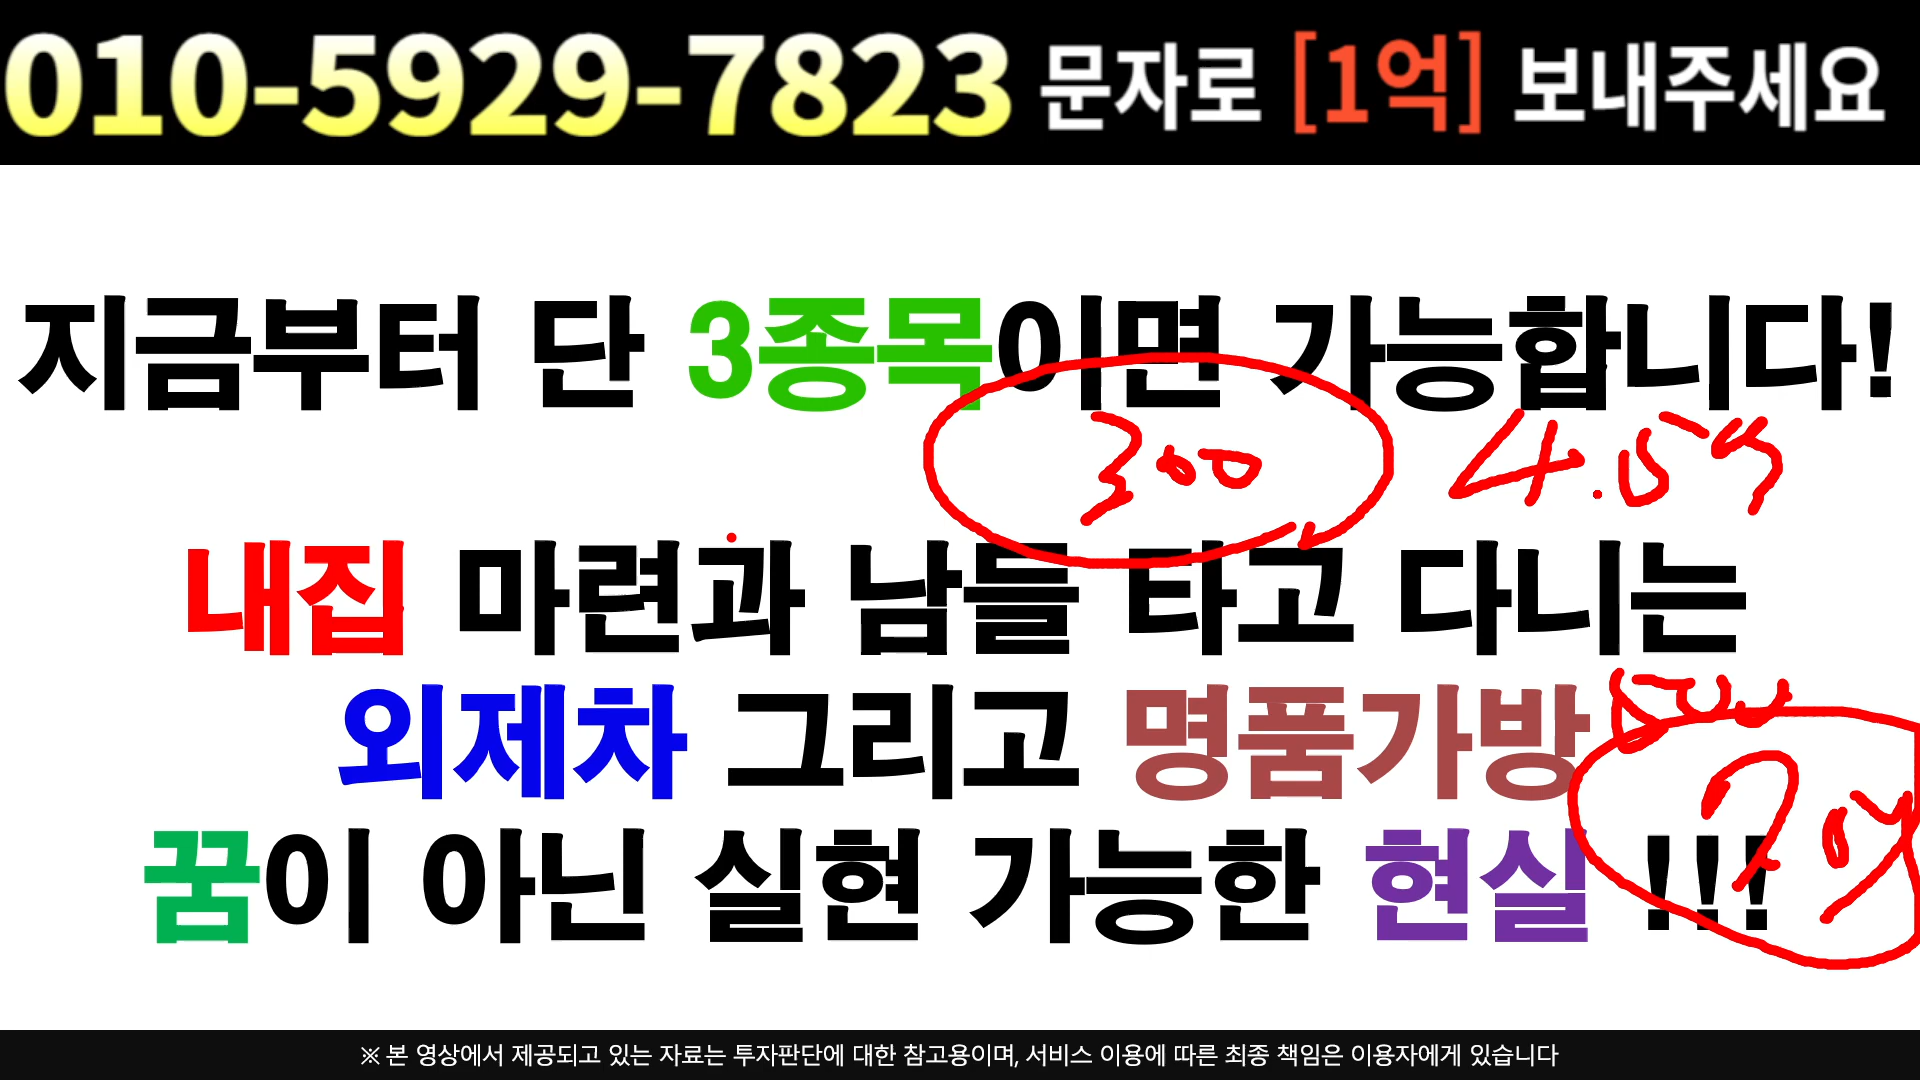 010-5929-7823 문자로 [1억] 보내주세요
지금부터 단 3종목이면 가능합니다!
300
4.5억
내집 마련과 남들 타고 다니는
외제차 그리고 명품가방
500
꿈이 아닌 실현 가능한 현실 !!!
※ 본 영상에서 제공되고 있는 자료는 투자판단에 대한 참고용이며, 서비스 이용에 따른 최종 책임은 이용자에게 있습니다